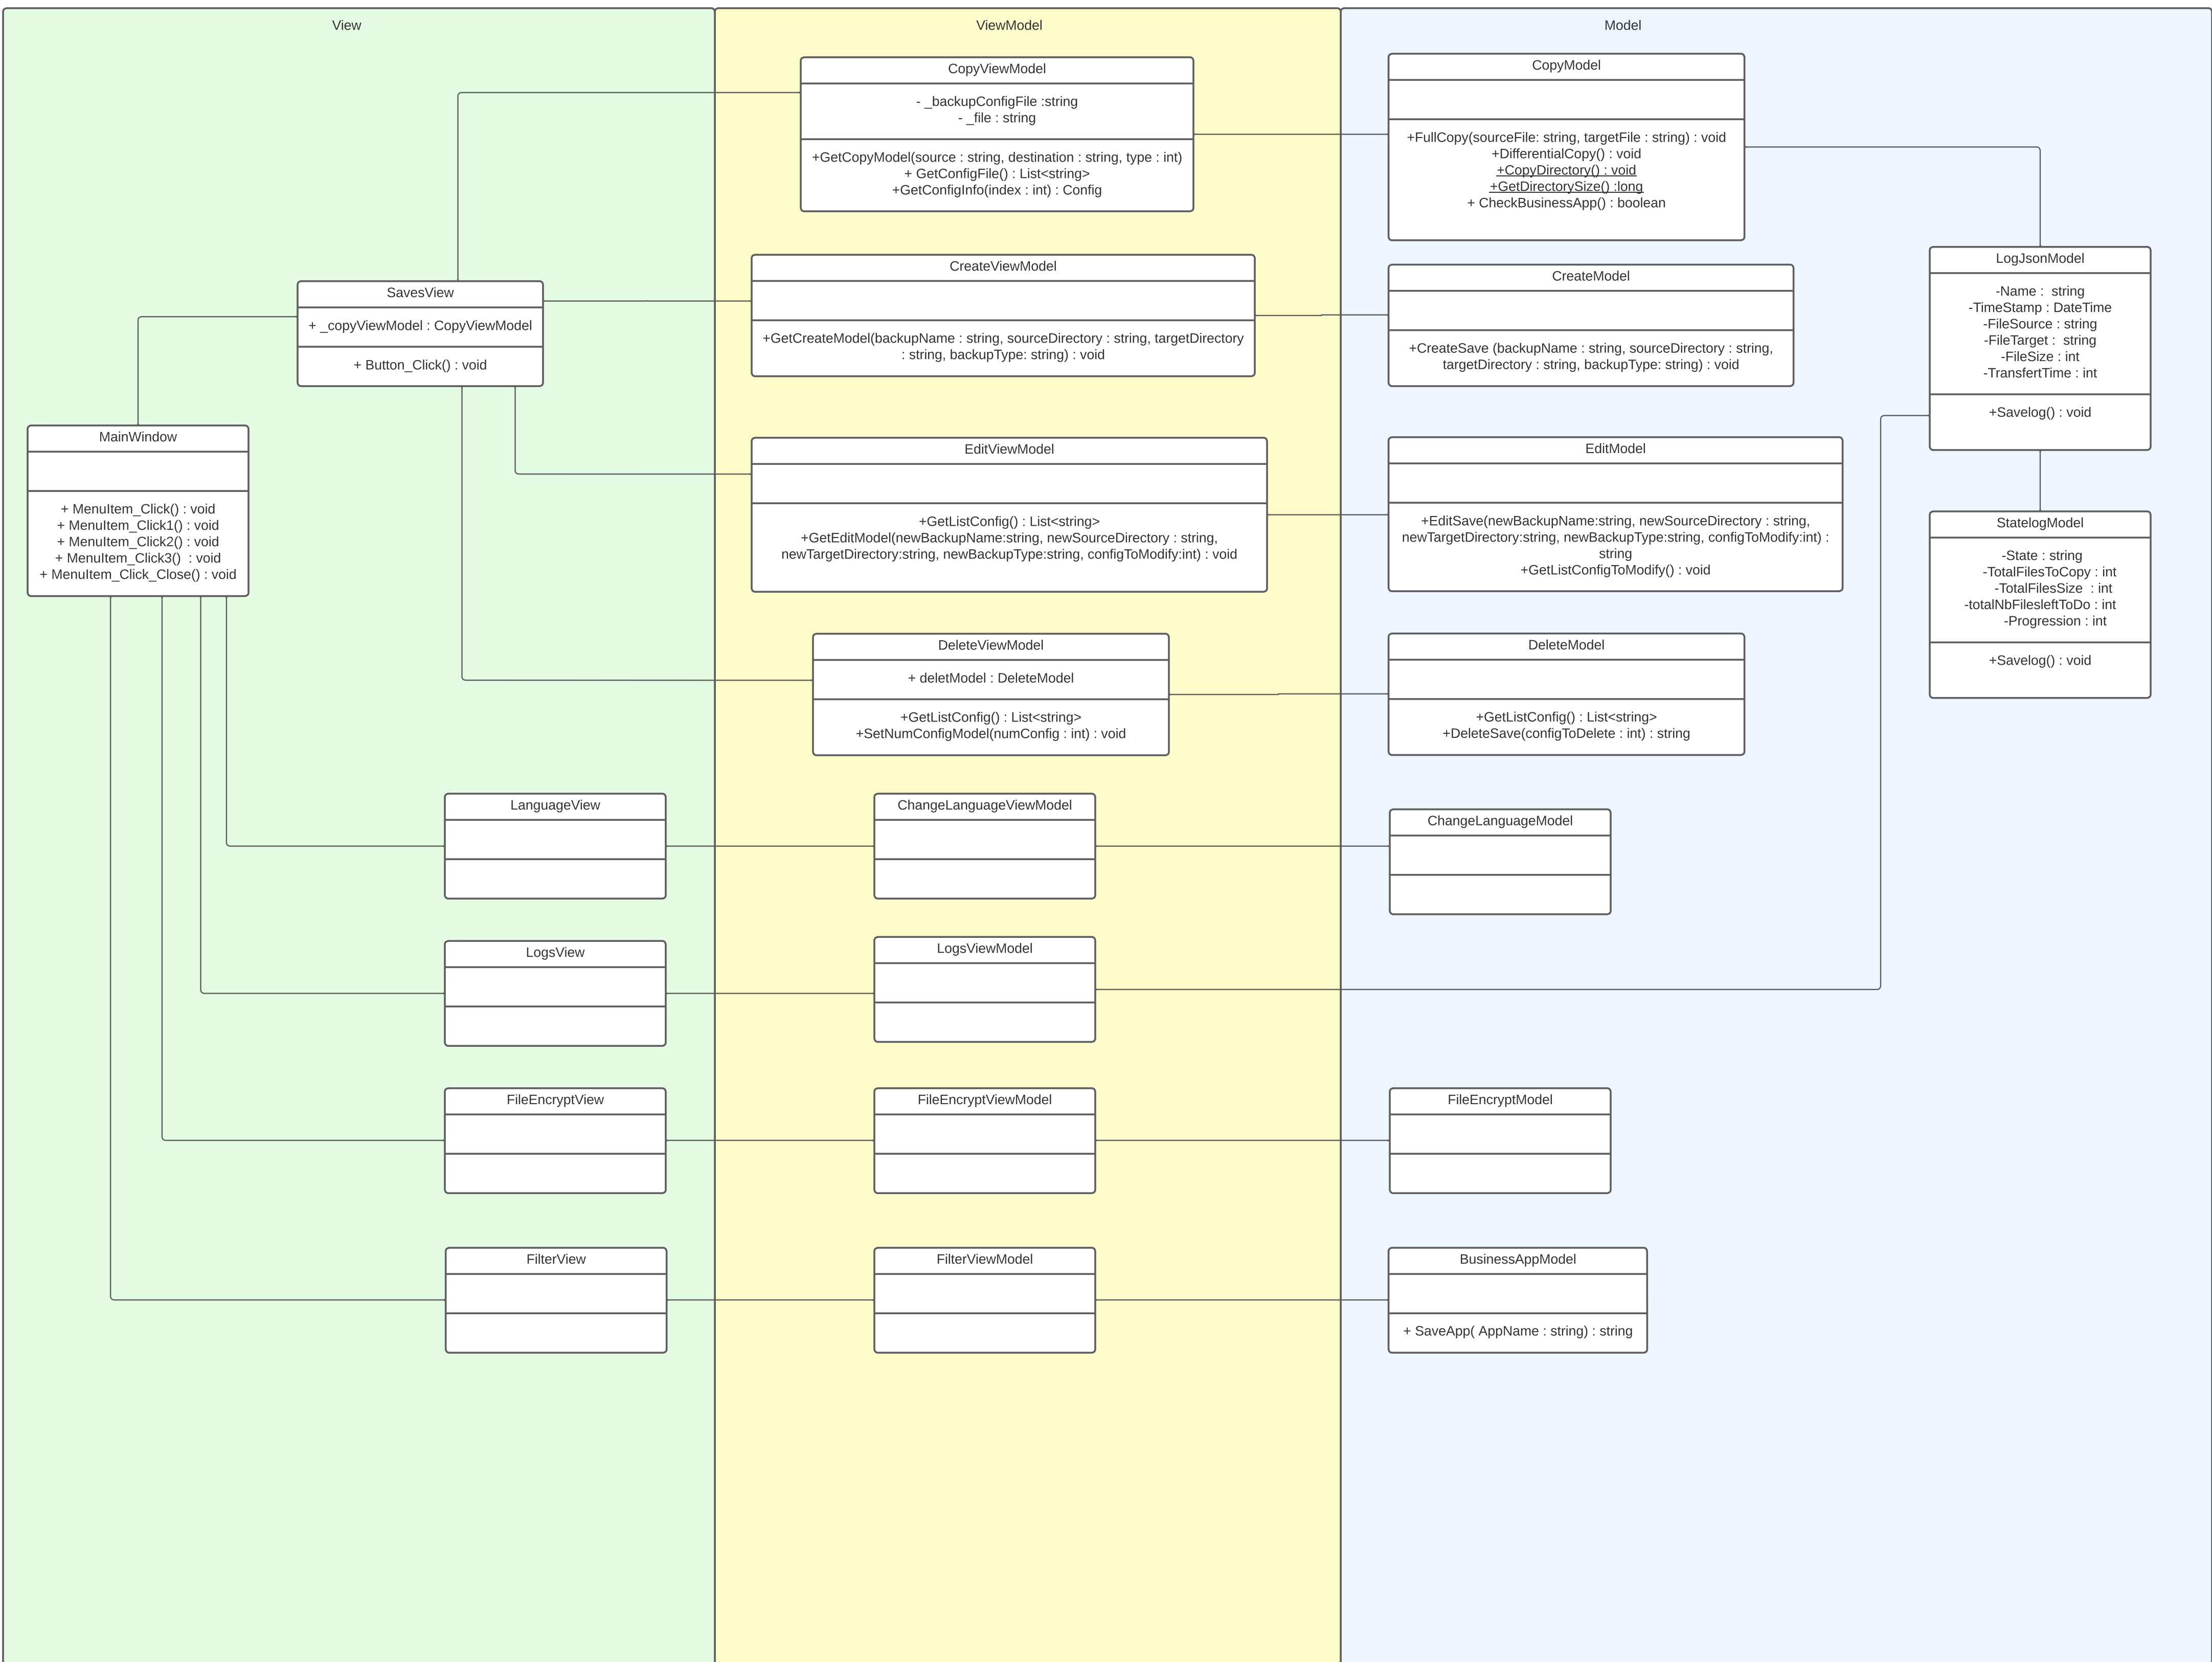 View
ViewModel
Model
CopyViewModel
- _backupConfigFile :string
- _file : string
+GetCopyModel(source : string, destination : string, type : int)
+ GetConfigFile() : List<string>
+GetConfigInfo(index : int) : Config
CopyModel
+FullCopy(sourceFile: string, targetFile : string) : void
+DifferentialCopy() : void
+CopyDirectory() : void
+GetDirectorySize() :long
+ CheckBusinessApp() : boolean
SavesView
+ _copyViewModel : CopyViewModel
+ Button_Click() : void
CreateViewModel
+GetCreateModel(backupName : string, sourceDirectory : string, targetDirectory
: string, backupType: string) : void
CreateModel
+CreateSave (backupName : string, sourceDirectory : string,
targetDirectory : string, backupType: string) : void
LogJsonModel
-Name :  string
-TimeStamp : DateTime
-FileSource : string
-FileTarget :  string
-FileSize : int
-TransfertTime : int
+Savelog() : void
MainWindow
+ MenuItem_Click() : void
+ MenuItem_Click1() : void
+ MenuItem_Click2() : void
+ MenuItem_Click3()  : void
+ MenuItem_Click_Close() : void
EditViewModel
+GetListConfig() : List<string>
+GetEditModel(newBackupName:string, newSourceDirectory : string,
newTargetDirectory:string, newBackupType:string, configToModify:int) : void
EditModel
+EditSave(newBackupName:string, newSourceDirectory : string,
newTargetDirectory:string, newBackupType:string, configToModify:int) :
string
+GetListConfigToModify() : void
StatelogModel
-State : string
-TotalFilesToCopy : int
-TotalFilesSize  : int
-totalNbFilesleftToDo : int
-Progression : int
+Savelog() : void
DeleteViewModel
+ deletModel : DeleteModel
+GetListConfig() : List<string>
+SetNumConfigModel(numConfig : int) : void
DeleteModel
+GetListConfig() : List<string>
+DeleteSave(configToDelete : int) : string
LanguageView
ChangeLanguageViewModel
ChangeLanguageModel
LogsView
LogsViewModel
FileEncryptView
FileEncryptViewModel
FileEncryptModel
FilterView
FilterViewModel
BusinessAppModel
+ SaveApp( AppName : string) : string